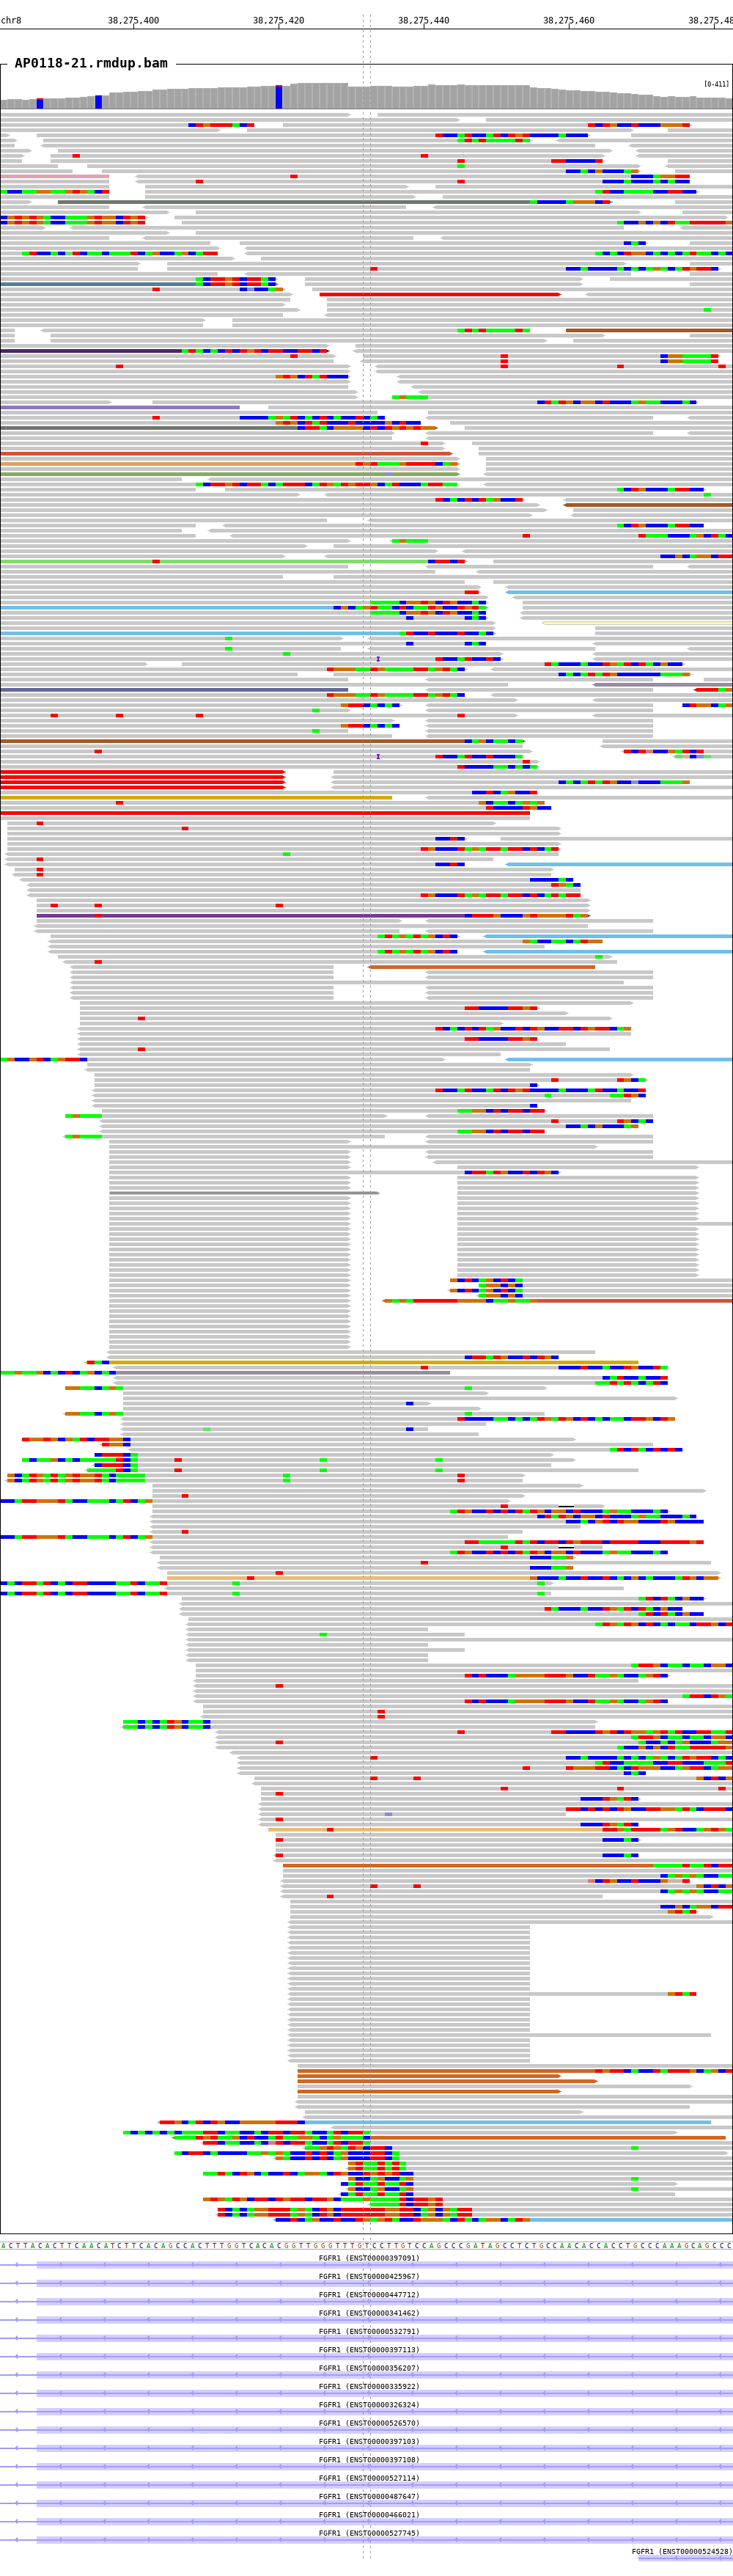 chr8 38,275,400 38,275,420 38,275,440 38,275,460 38,275,48
AP0118-21.rmdup.bam
[0-411]
I
I
ACTTACACTTCAACATCTTCACAGCCACTTTGGTCACACGGTTGGGTTTGTCCTTGTCCAGCCCGATAGCCTCTGCCAACACCACCTGCCCAAAGCAGCCC
FGFR1 (ENST00000397091)
FGFR1 (ENST00000425967)
FGFR1 (ENST00000447712)
FGFR1 (ENST00000341462)
FGFR1 (ENST00000532791)
FGFR1 (ENST00000397113)
FGFR1 (ENST00000356207)
FGFR1 (ENST00000335922)
FGFR1 (ENST00000326324)
FGFR1 (ENST00000526570)
FGFR1 (ENST00000397103)
FGFR1 (ENST00000397108)
FGFR1 (ENST00000527114)
FGFR1 (ENST00000487647)
FGFR1 (ENST00000466021)
FGFR1 (ENST00000527745)
FGFR1 (ENST00000524528)